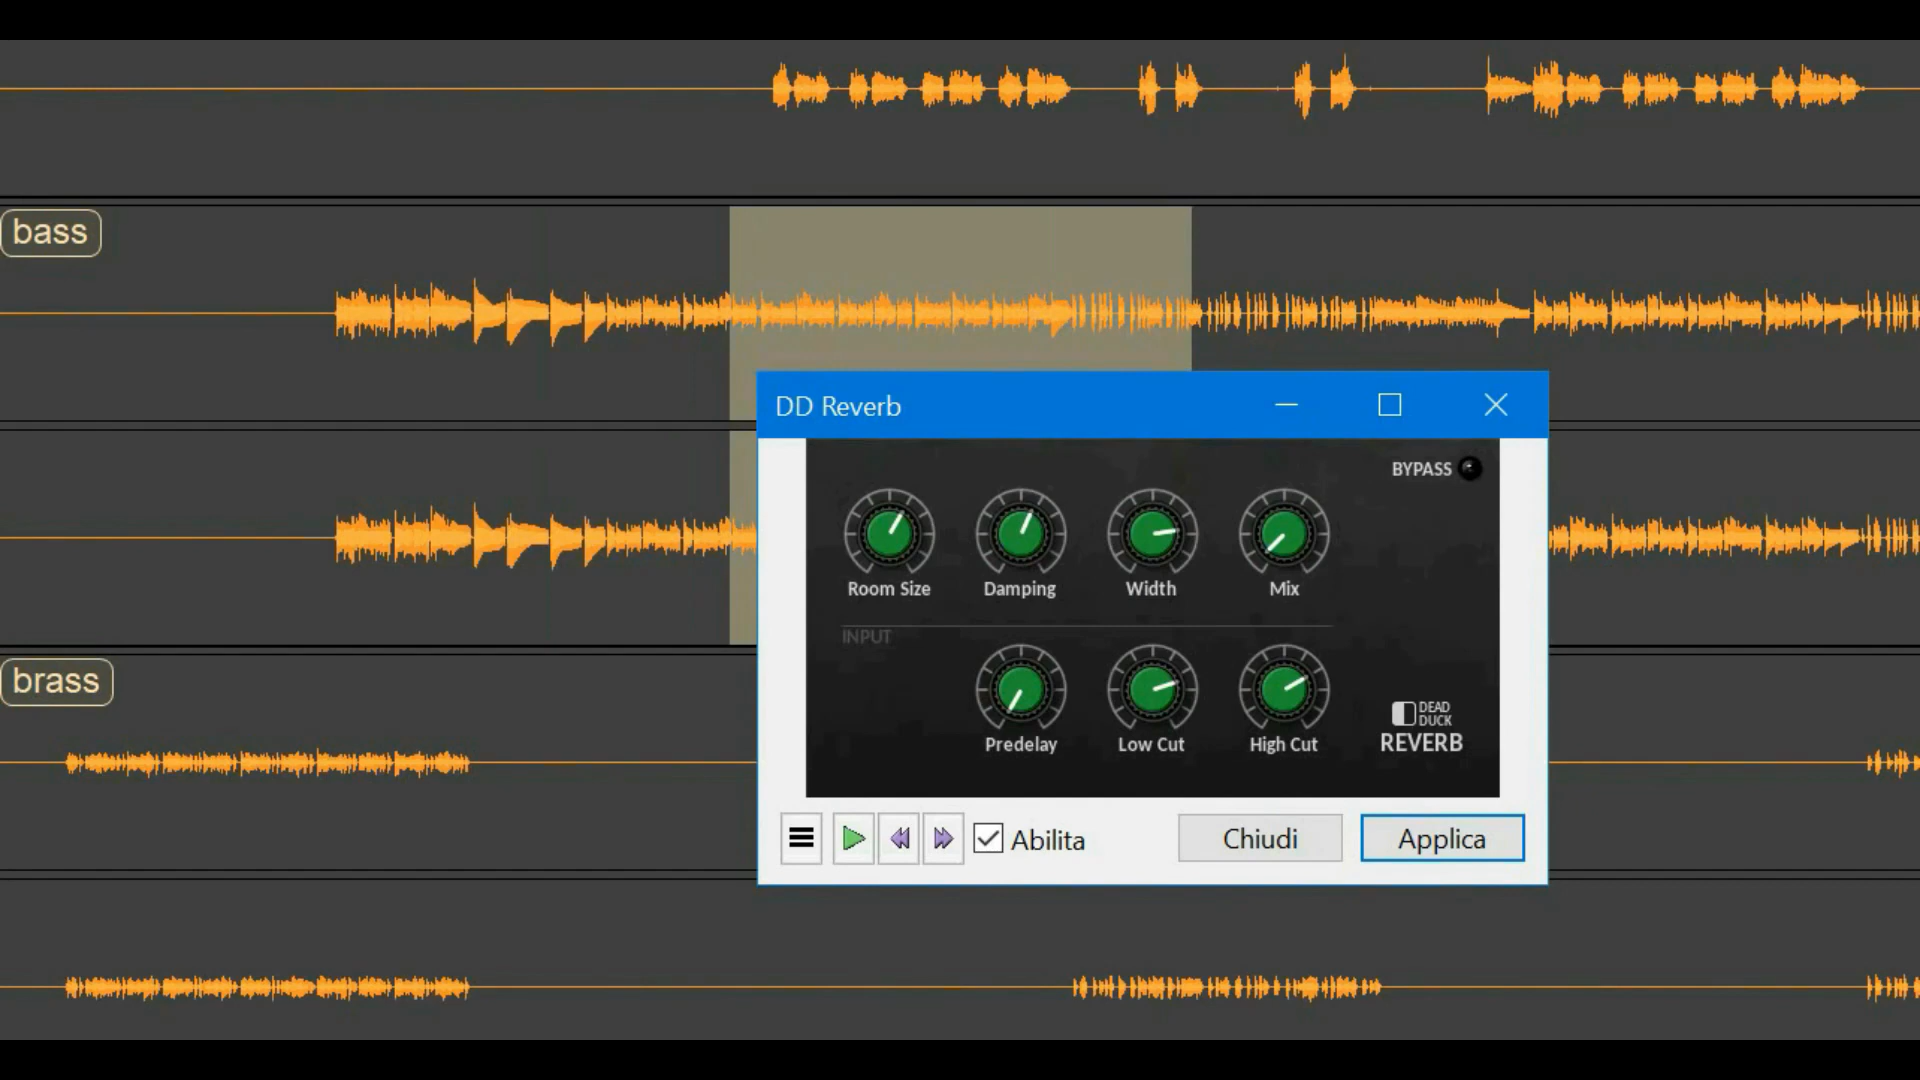 bass
DD Reverb
BYPASS
Room Size
Damping
Width
Mix
INPUT
Predelay
Low Cut
High Cut
DEAD
DUCK
REVERB
brass
Abilita
Chiudi
Applica